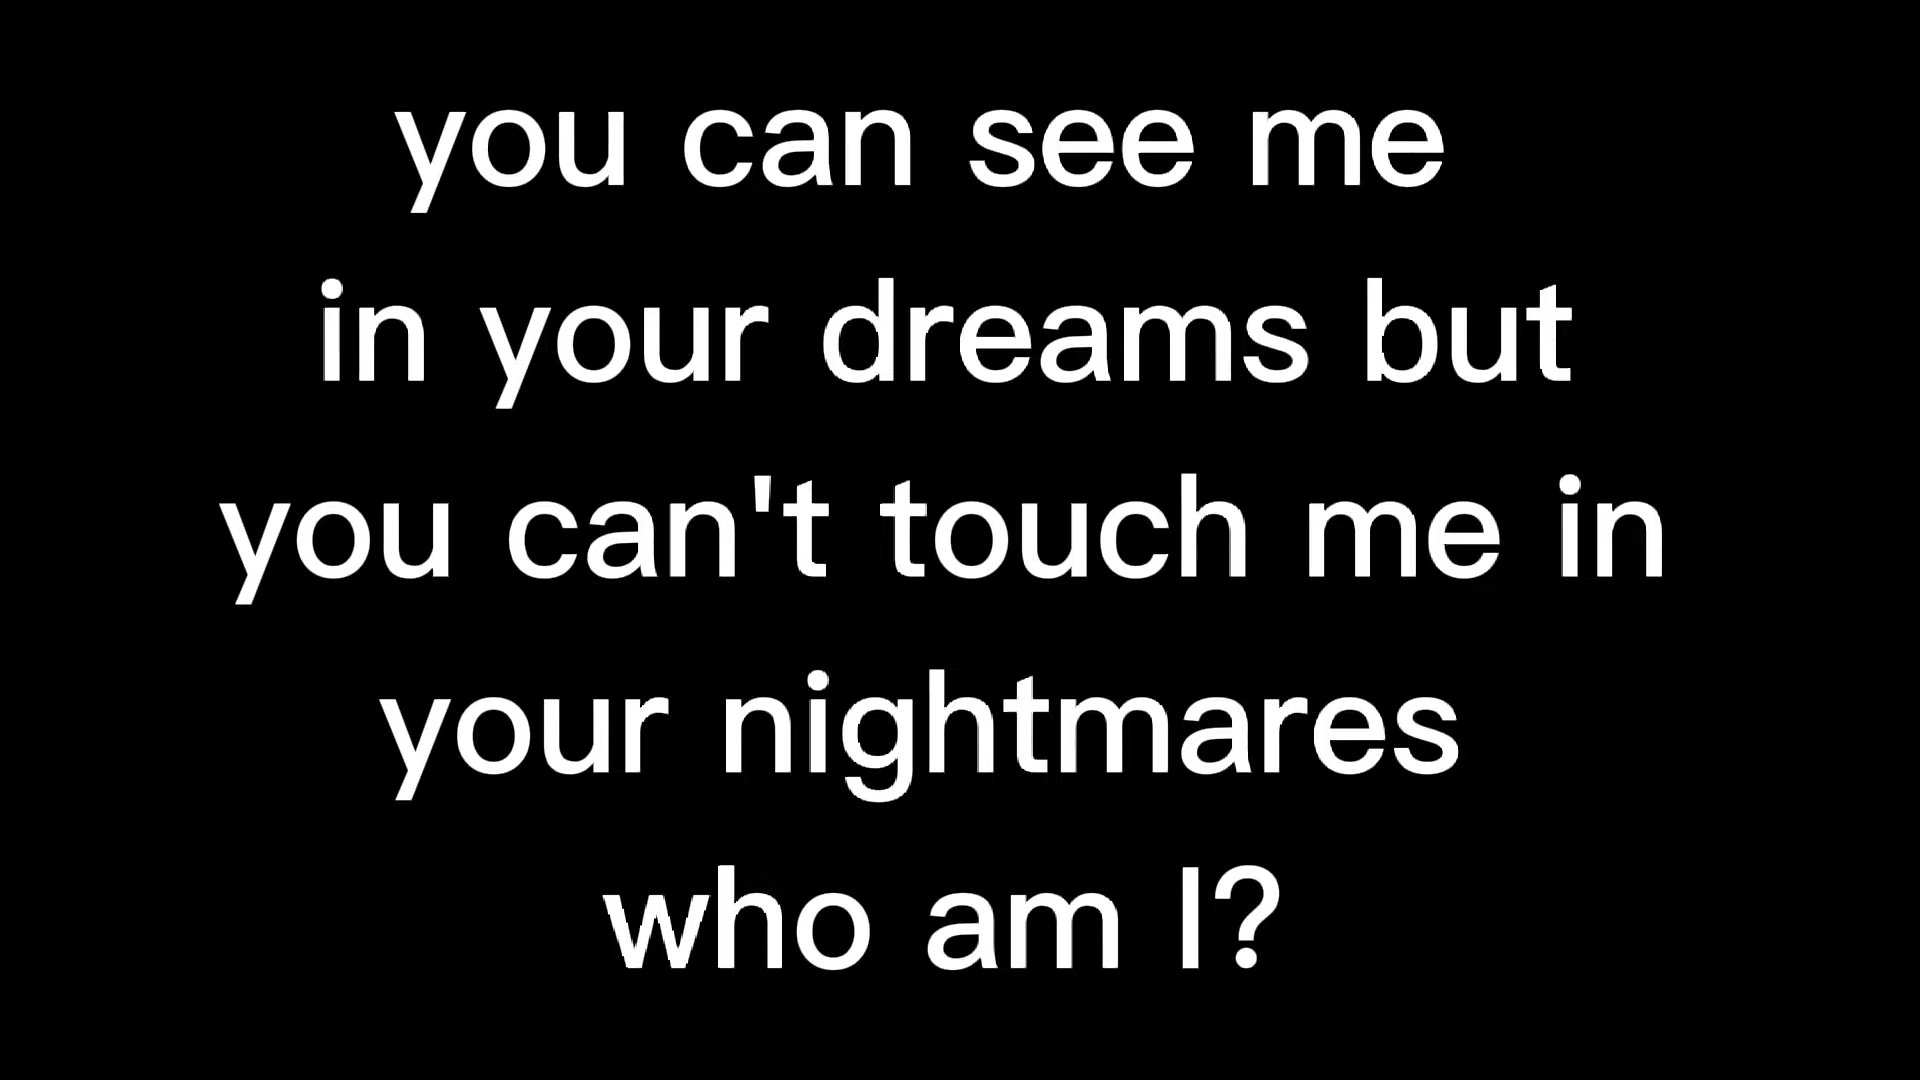 you can see me
in your dreams but
you can't touch me in
your nightmares
who am I?